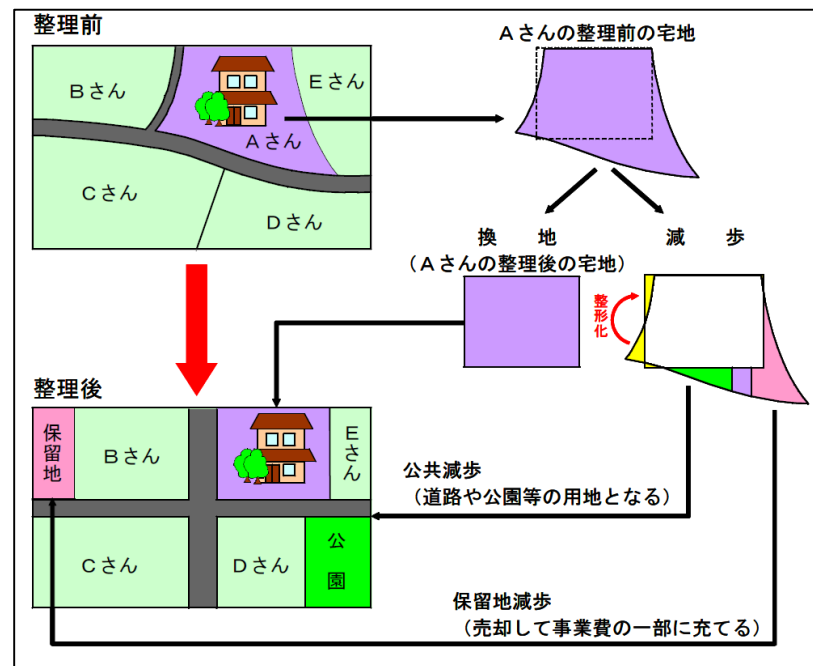 整理前
Aさんの整理前の宅地
Bさん
Eさん
Aさん
Cさん
Dさん
換地
(Aさんの整理後の宅地)
減歩
整形化
整理後
保留地
Bさん
Eさん
公共減歩
(道路や公園等の用地となる)
Cさん
Dさん
公園
保留地減歩
(売却して事業費の一部に充てる)